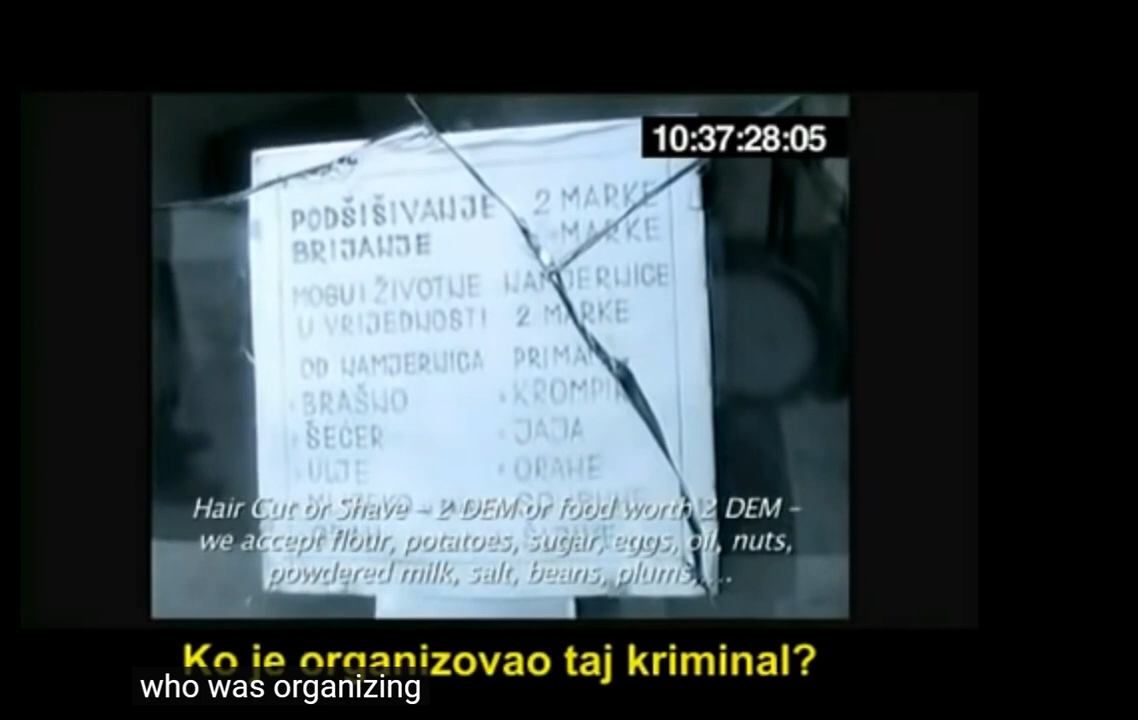 10:37:28:05
PODŠIŠIVANJE 2 MARKE
BRIJANJE MARKE
MOGU I ŽIVOTNE NAMJERNICE
U VRIJEDNOSTI 2 MARKE
OD NAMJERNICA PRIMAM
BRAŠNO KROMPIR
ŠEĆER JAJA
ULJE ORAHE
Hair Cut or Shave – 2 DEM or food worth 2 DEM –
we accept flour, potatoes, sugar, eggs, oil, nuts,
powdered milk, salt, beans, plums, ...
Ko je organizovao taj kriminal?
who was organizing